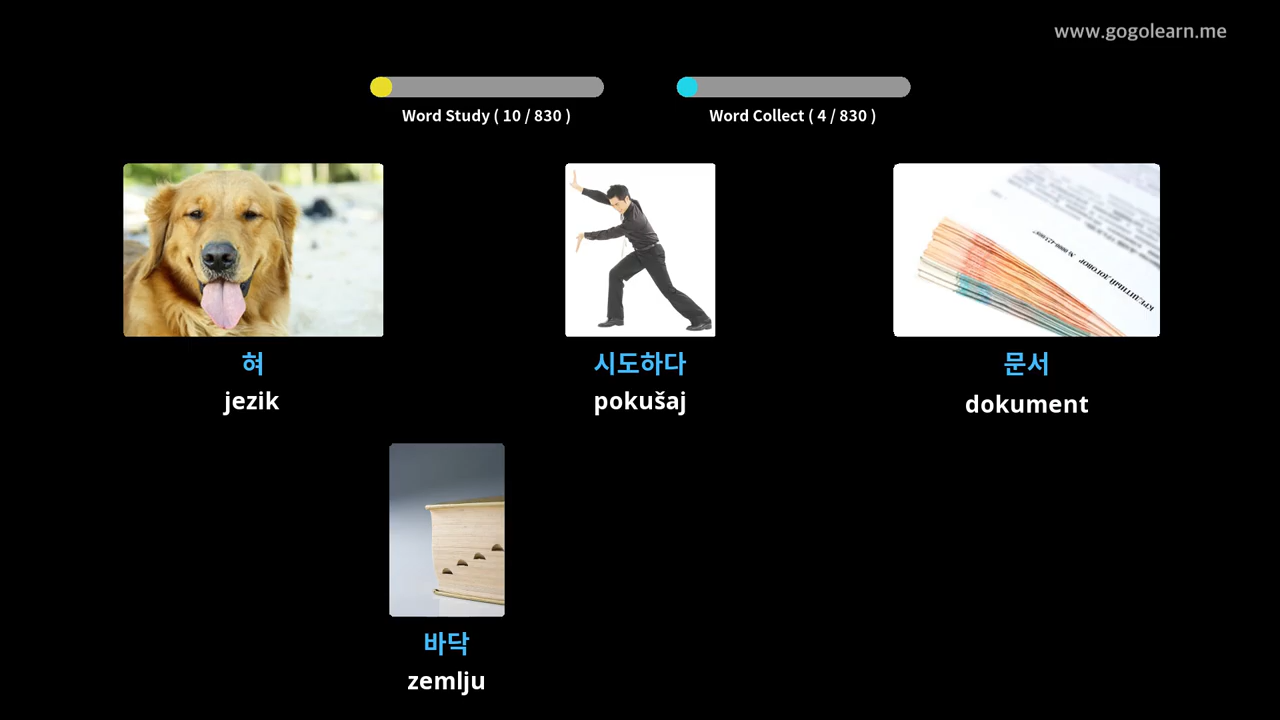 www.gogolearn.me
Word Study ( 10 / 830 )
Word Collect ( 4 / 830 )
혀
jezik
시도하다
pokušaj
문서
dokument
바닥
zemlju